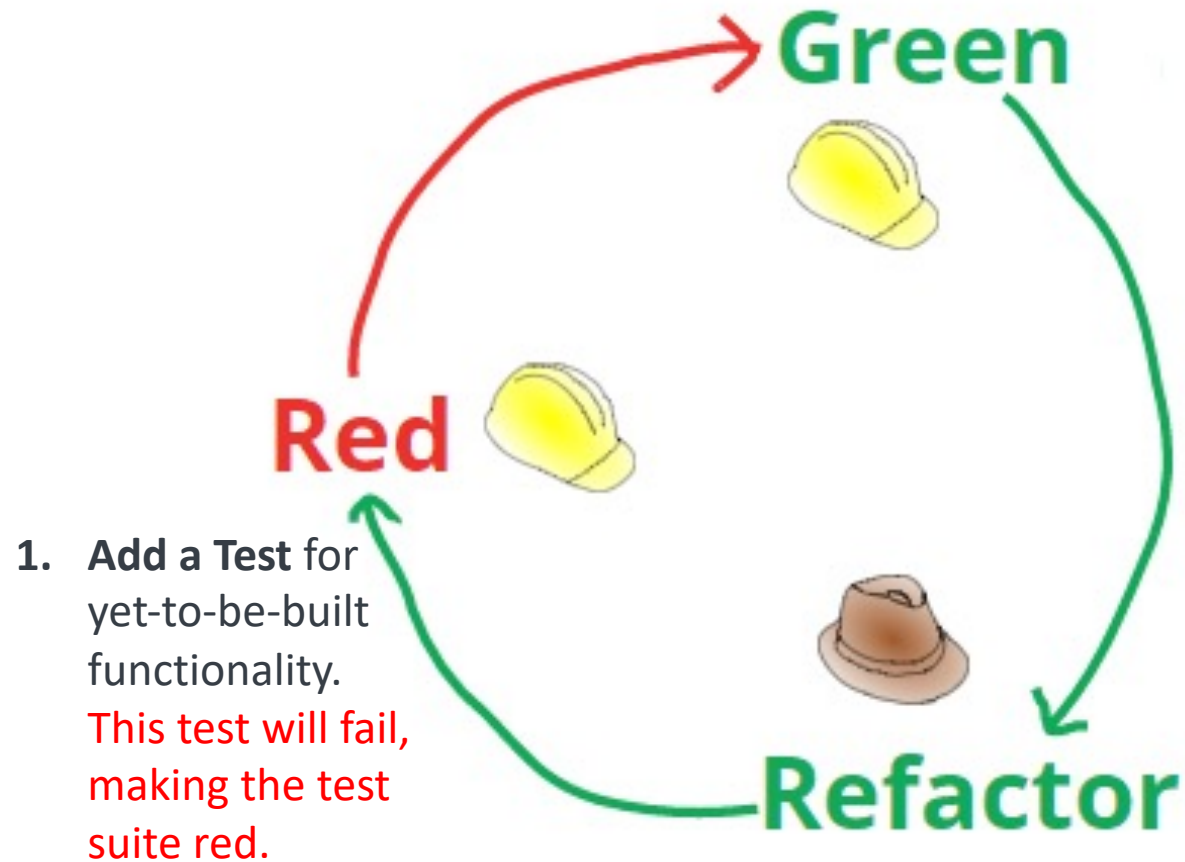 Green
Red
1. Add a Test for
yet-to-be-built
functionality.
This test will fail,
making the test
suite red.
Refactor